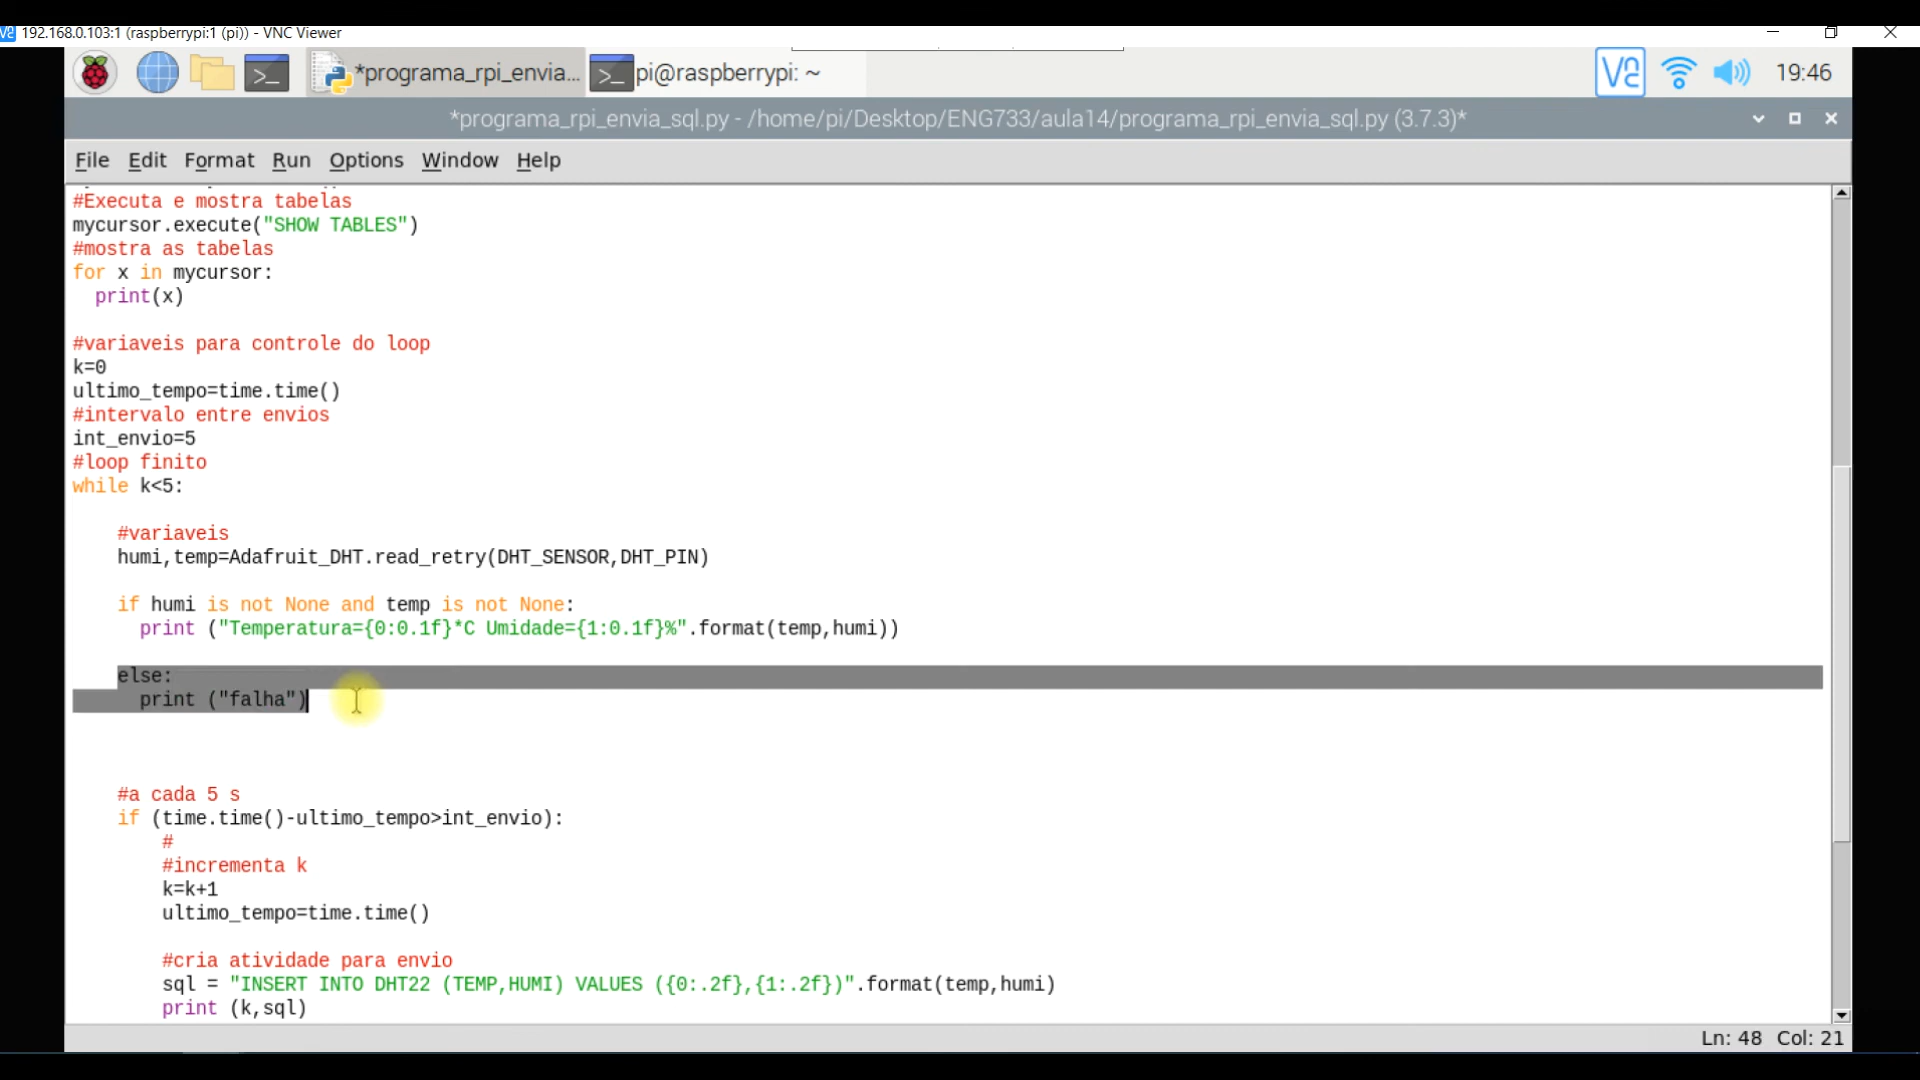 192.168.0.103:1 (raspberrypi:1 (pi)) - VNC Viewer
*programa_rpi_envia... pi@raspberrypi: ~ 19:46
*programa_rpi_envia_sql.py - /home/pi/Desktop/ENG733/aula14/programa_rpi_envia_sql.py (3.7.3)*
File Edit Format Run Options Window Help
#Executa e mostra tabelas
mycursor.execute("SHOW TABLES")
#mostra as tabelas
for x in mycursor:
  print(x)
#variaveis para controle do loop
k=0
ultimo_tempo=time.time()
#intervalo entre envios
int_envio=5
#loop finito
while k<5:
    #variaveis
    humi,temp=Adafruit_DHT.read_retry(DHT_SENSOR,DHT_PIN)
    if humi is not None and temp is not None:
      print ("Temperatura={0:0.1f}*C Umidade={1:0.1f}%".format(temp,humi))
    else:
      print ("falha")
    #a cada 5 s
    if (time.time()-ultimo_tempo>int_envio):
        #
        #incrementa k
        k=k+1
        ultimo_tempo=time.time()
        #cria atividade para envio
        sql = "INSERT INTO DHT22 (TEMP,HUMI) VALUES ({0:.2f},{1:.2f})".format(temp,humi)
        print (k,sql)
Ln: 48 Col: 21